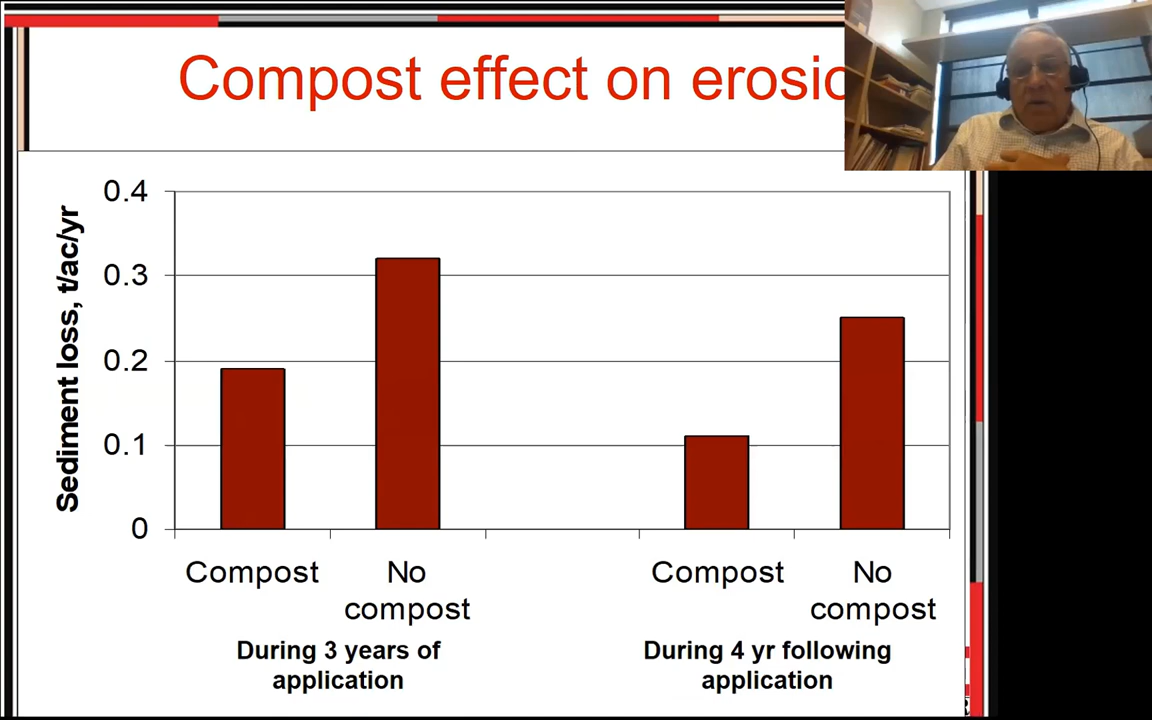 Compost effect on erosio
Sediment loss, t/ac/yr
0.4
0.3
0.2
0.1
0
Compost
No
compost
Compost
No
compost
During 3 years of
application
During 4 yr following
application